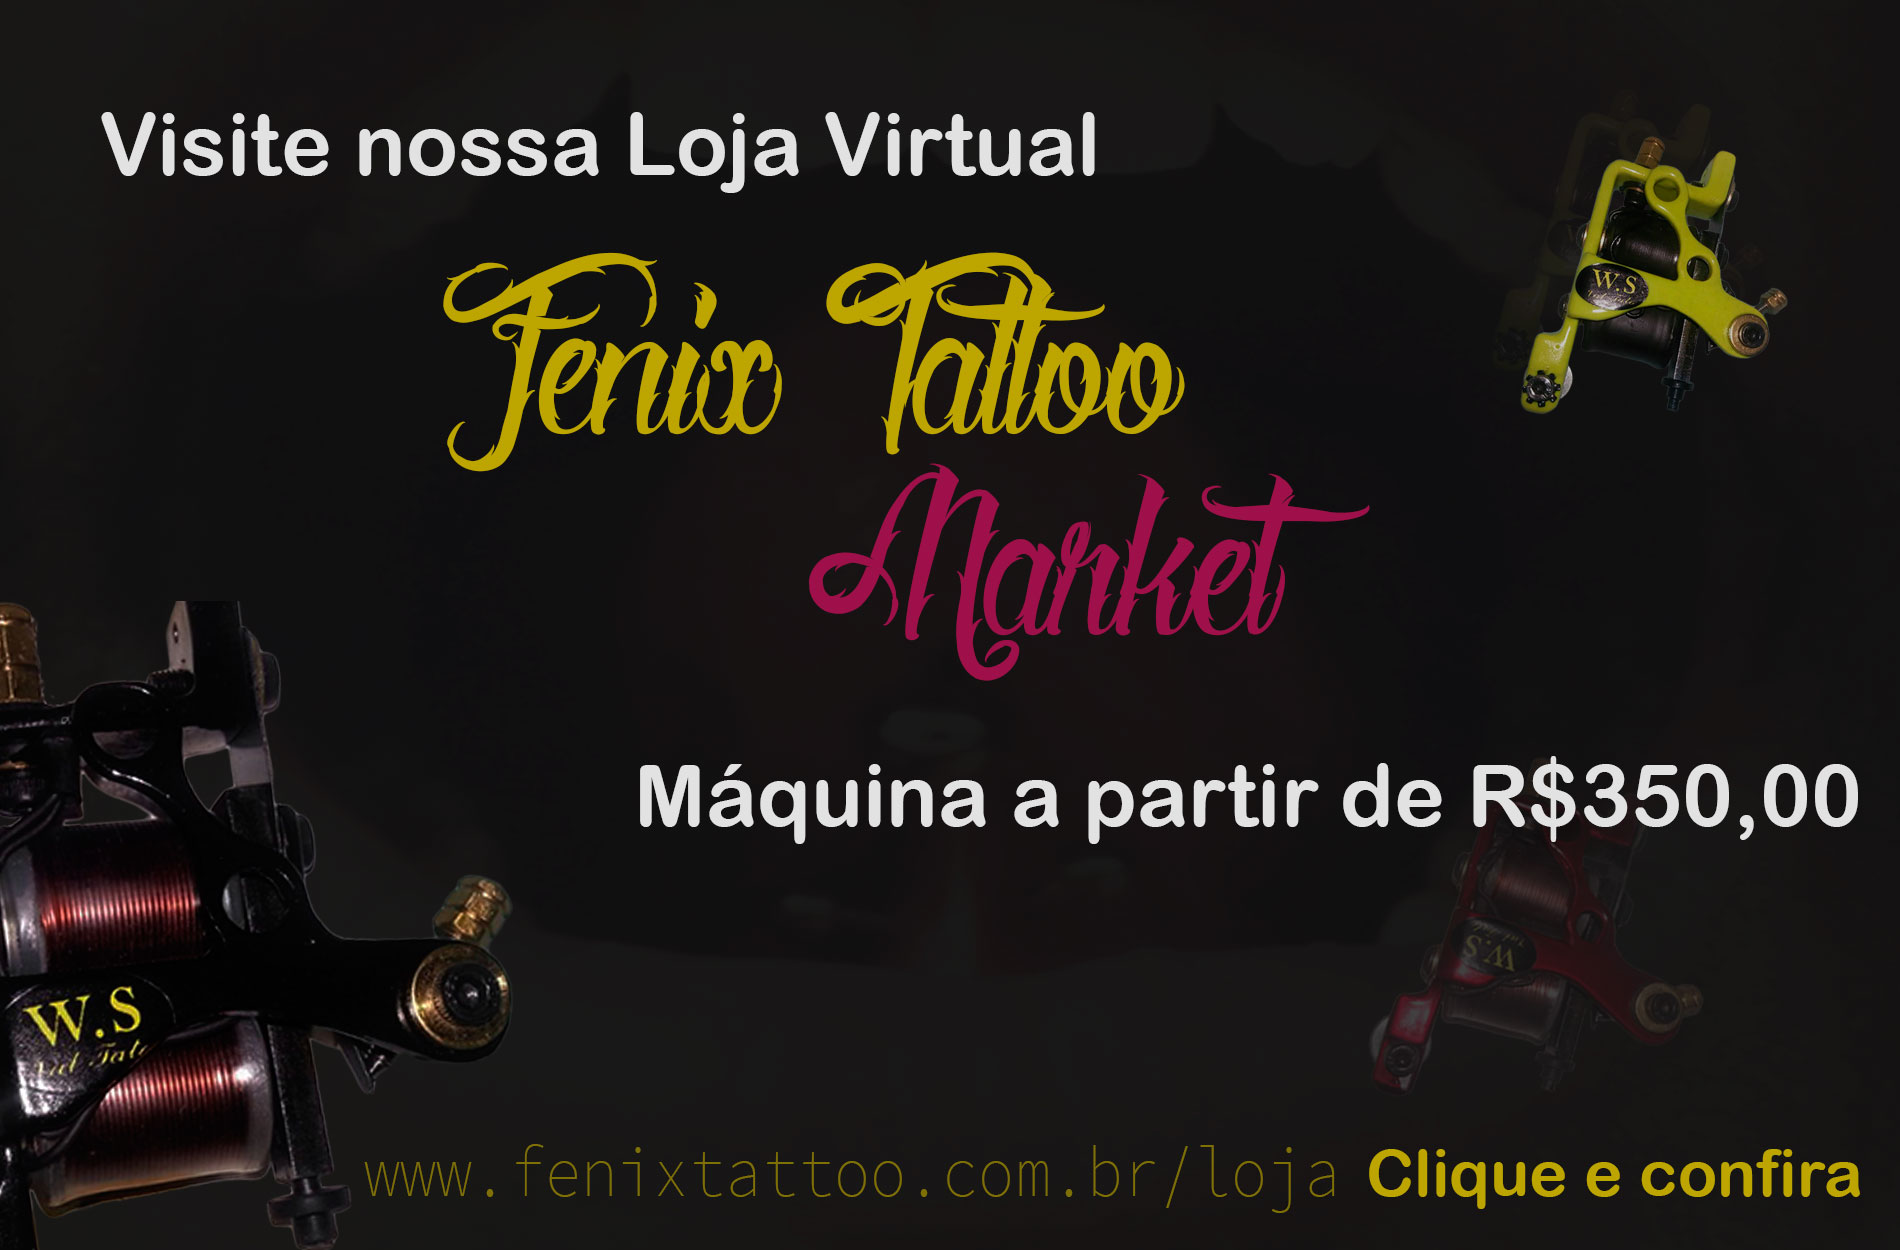 Visite nossa Loja Virtual
Fenix Tattoo
Market
W.S
Máquina a partir de R$350,00
W.S
W.S
www.fenixtattoo.com.br/loja Clique e confira